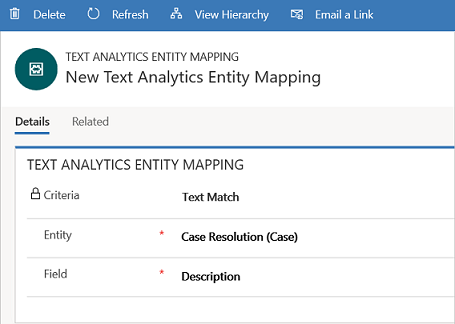 Delete Refresh View Hierarchy Email a Link
TEXT ANALYTICS ENTITY MAPPING
New Text Analytics Entity Mapping
Details Related
TEXT ANALYTICS ENTITY MAPPING
Criteria Text Match
Entity * Case Resolution (Case)
Field * Description